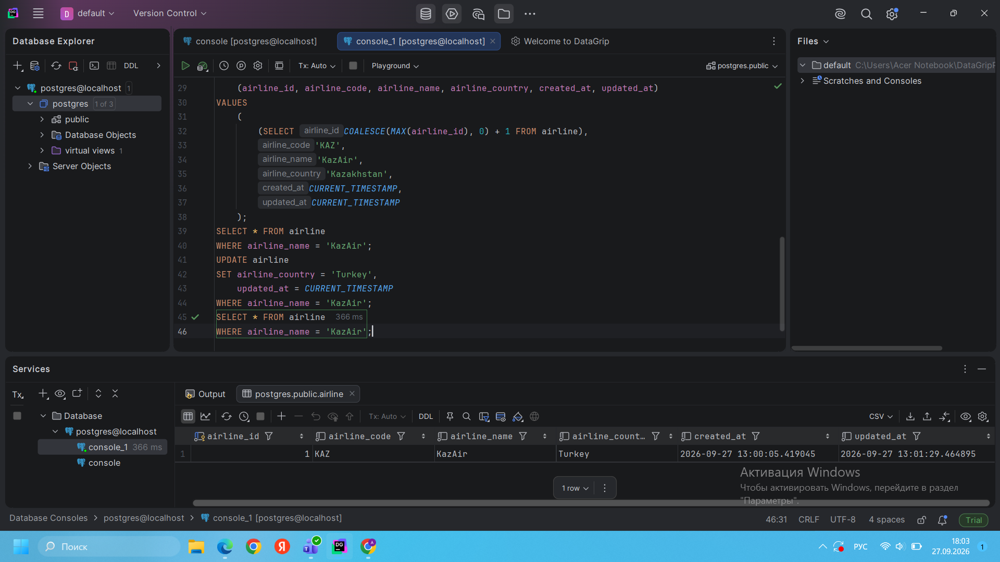 D default
Version Control
Database Explorer
console [postgres@localhost]
console_1 [postgres@localhost]
Welcome to DataGrip
Files
DDL
Tx: Auto
Playground
postgres.public
default C:\Users\Acer Notebook\DataGripP
Scratches and Consoles
postgres@localhost 1
postgres 1 of 3
public
Database Objects
virtual views 1
Server Objects
29 (airline_id, airline_code, airline_name, airline_country, created_at, updated_at)
30 VALUES
31 (
32 (SELECT airline_id COALESCE(MAX(airline_id), 0) + 1 FROM airline),
33 airline_code 'KAZ',
34 airline_name 'KazAir',
35 airline_country 'Kazakhstan',
36 created_at CURRENT_TIMESTAMP,
37 updated_at CURRENT_TIMESTAMP
38 );
39 SELECT * FROM airline
40 WHERE airline_name = 'KazAir';
41 UPDATE airline
42 SET airline_country = 'Turkey',
43 updated_at = CURRENT_TIMESTAMP
44 WHERE airline_name = 'KazAir';
45 SELECT * FROM airline 366 ms
46 WHERE airline_name = 'KazAir';
Services
Tx
Output
postgres.public.airline
Database
postgres@localhost
console_1 366 ms
console
Tx: Auto
DDL
CSV
airline_id airline_code airline_name airline_count... created_at updated_at
1 1 KAZ KazAir Turkey 2026-09-27 13:00:05.419045 2026-09-27 13:01:29.464895
1 row
Активация Windows
Чтобы активировать Windows, перейдите в раздел
"Параметры".
Database Consoles > postgres@localhost > console_1 [postgres@localhost]
46:31 CRLF UTF-8 4 spaces Trial
Поиск
РУС
18:03
27.09.2026
1